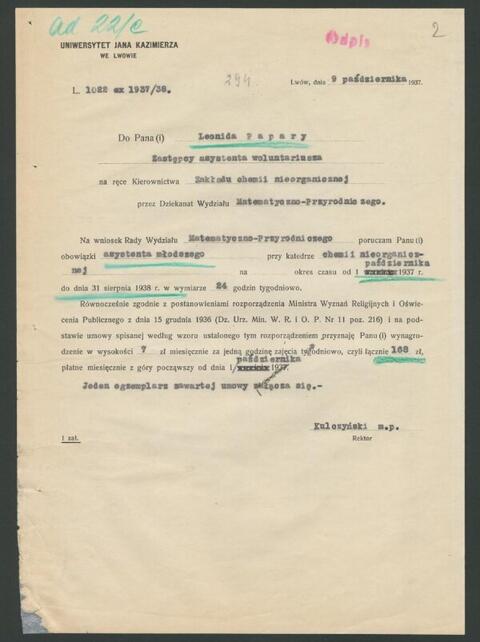 ad 22/c
Odpis
2
UNIWERSYTET JANA KAZIMIERZA
WE LWOWIE
294
Lwów, dnia 9 października 1937.
L. 1022 ex 1937/38.
Do Pana(i) Leonida Papary
Zastępcy asystenta woluntariusza
na ręce Kierownictwa Zakładu chemii nieorganicznej
przez Dziekanat Wydziału Matematyczno-Przyrodniczego.
Na wniosek Rady Wydziału Matematyczno-Przyrodniczego poruczam Panu(i)
obowiązki asystenta młodszego przy katedrze chemii nieorganicz-
nej na okres czasu od 1 października 1937 r.
do dnia 31 sierpnia 1938 r. w wymiarze 24 godzin tygodniowo.
Równocześnie zgodnie z postanowieniami rozporządzenia Ministra Wyznań Religijnych i Oświe-
cenia Publicznego z dnia 15 grudnia 1936 (Dz. Urz. Min. W. R. i O. P. Nr 11 poz. 216) i na pod-
stawie umowy spisanej według wzoru ustalonego tym rozporządzeniem przyznaję Panu(i) wynagro-
dzenie w wysokości 7 zł miesięcznie za jedną godzinę zajęcia tygodniowo, czyli łącznie 168 zł,
płatne miesięcznie z góry począwszy od dnia 1/października 1937.
Jeden egzemplarz zawartej umowy załącza się.-
Kulczyński m.p.
Rektor
1 zał.